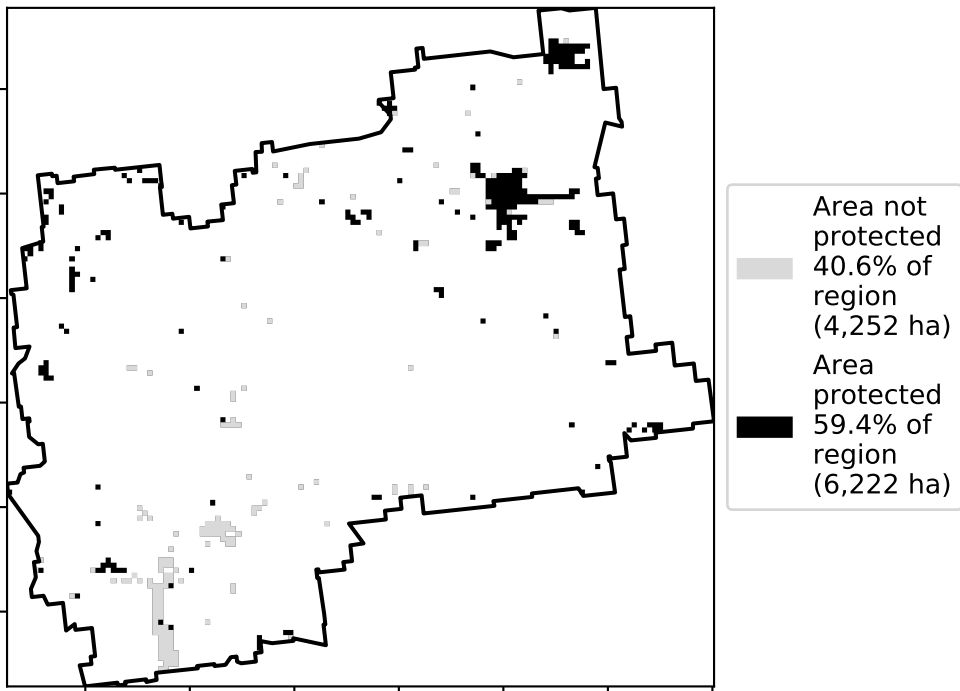 Area not
protected
40.6% of
region
(4,252 ha)
Area
protected
59.4% of
region
(6,222 ha)